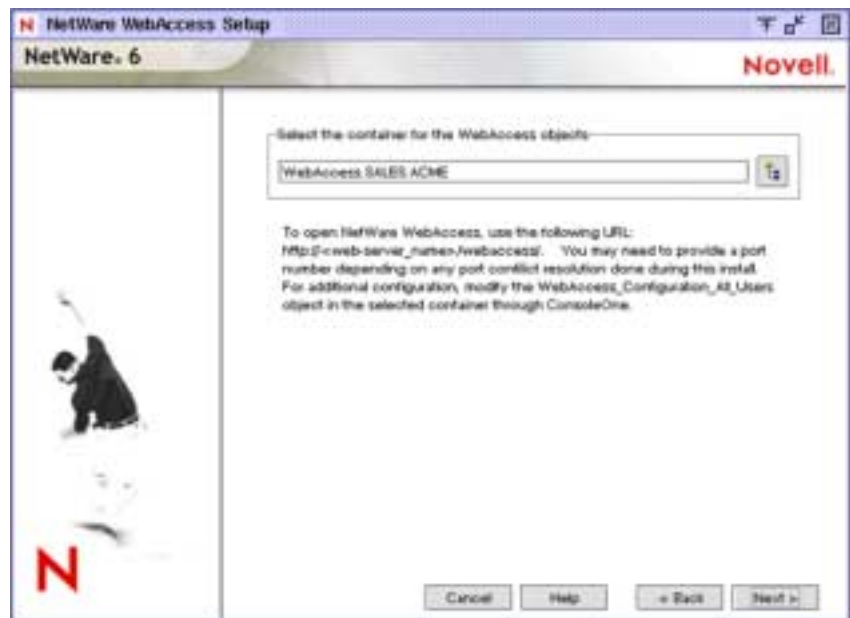 N NetWare WebAccess Setup
NetWare. 6
Novell.
Select the container for the WebAccess objects
WebAccess.SALES.ACME
To open NetWare WebAccess, use the following URL:
http://<web-server_name>/webaccess/. You may need to provide a port
number depending on any port conflict resolution done during this install.
For additional configuration, modify the WebAccess_Configuration_All_Users
object in the selected container through ConsoleOne.
N
Cancel Help < Back Next >